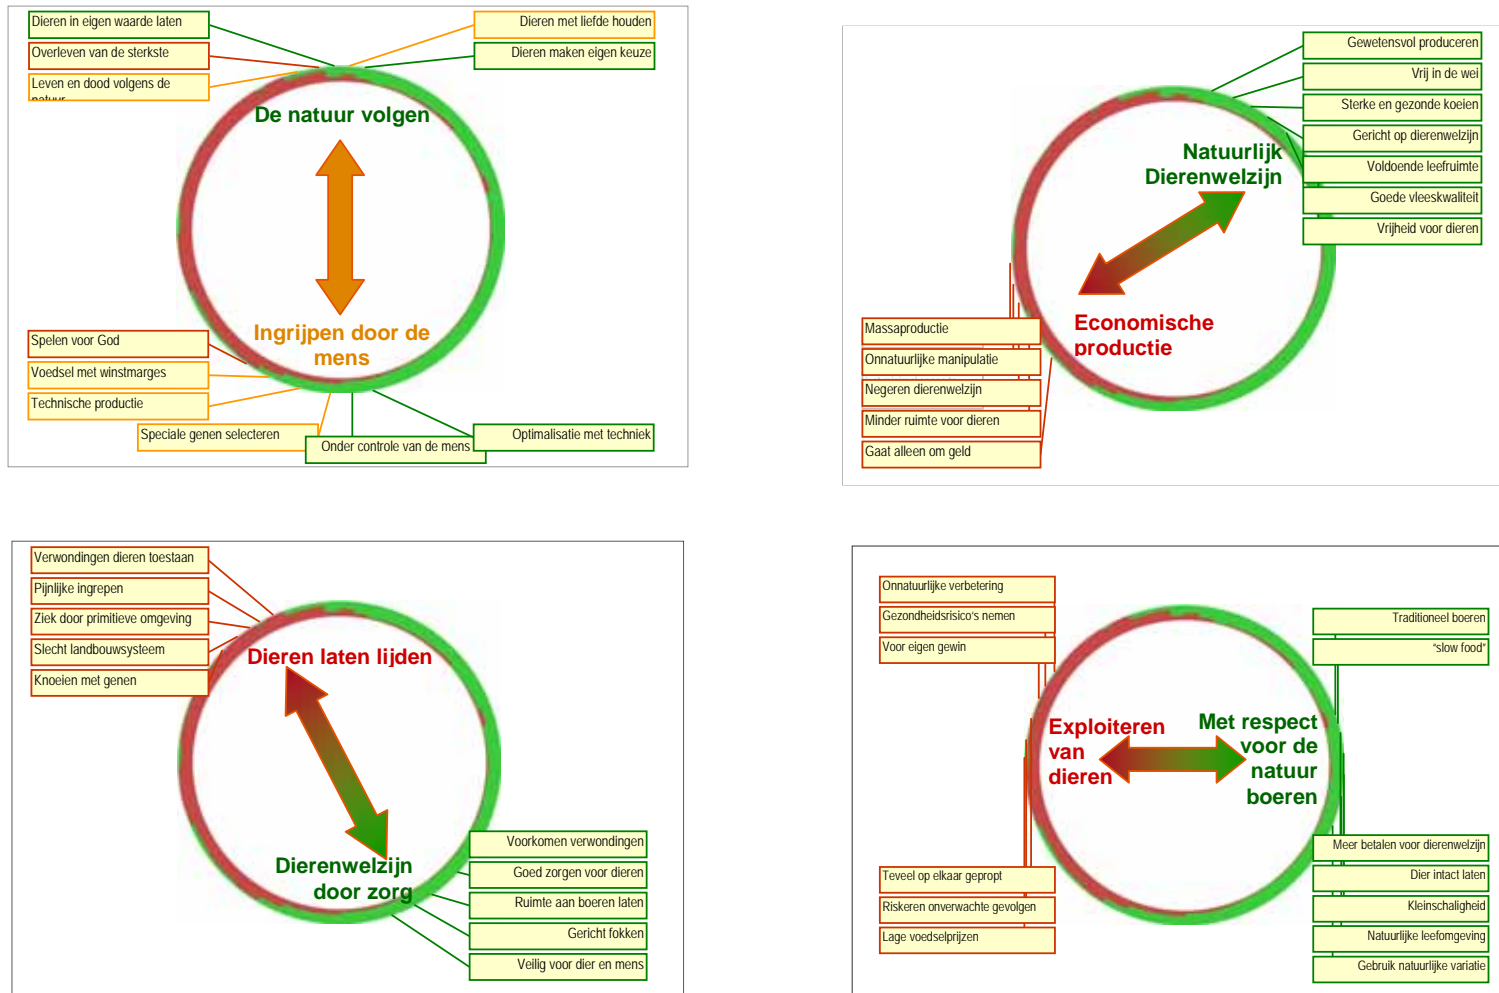 Dieren in eigen waarde laten
Overleven van de sterkste
Leven en dood volgens de
natuur
Dieren met liefde houden
Dieren maken eigen keuze
De natuur volgen
Ingrijpen door de
mens
Spelen voor God
Voedsel met winstmarges
Technische productie
Speciale genen selecteren
Onder controle van de mens
Optimalisatie met techniek
Gewetensvol produceren
Vrij in de wei
Sterke en gezonde koeien
Gericht op dierenwelzijn
Voldoende leefruimte
Goede vleeskwaliteit
Vrijheid voor dieren
Natuurlijk
Dierenwelzijn
Economische
productie
Massaproductie
Onnatuurlijke manipulatie
Negeren dierenwelzijn
Minder ruimte voor dieren
Gaat alleen om geld
Verwondingen dieren toestaan
Pijnlijke ingrepen
Ziek door primitieve omgeving
Slecht landbouwsysteem
Knoeien met genen
Dieren laten lijden
Dierenwelzijn
door zorg
Voorkomen verwondingen
Goed zorgen voor dieren
Ruimte aan boeren laten
Gericht fokken
Veilig voor dier en mens
Onnatuurlijke verbetering
Gezondheidsrisico's nemen
Voor eigen gewin
Traditioneel boeren
"slow food"
Exploiteren
van
dieren
Met respect
voor de
natuur
boeren
Teveel op elkaar gepropt
Riskeren onverwachte gevolgen
Lage voedselprijzen
Meer betalen voor dierenwelzijn
Dier intact laten
Kleinschaligheid
Natuurlijke leefomgeving
Gebruik natuurlijke variatie